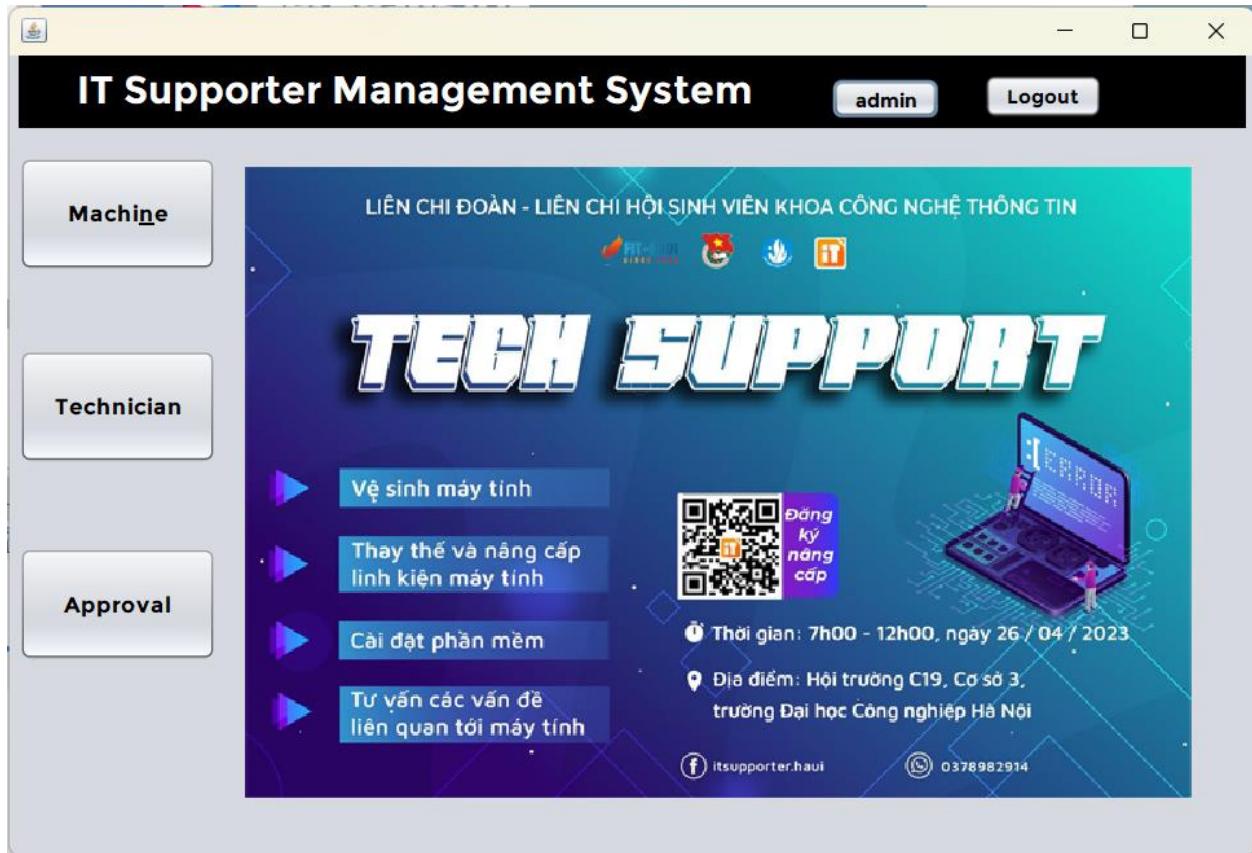 IT Supporter Management System
admin
Logout
Machine
Technician
Approval
LIÊN CHI ĐOÀN - LIÊN CHI HỘI SINH VIÊN KHOA CÔNG NGHỆ THÔNG TIN
iT
TECH SUPPORT
Vệ sinh máy tính
Thay thế và nâng cấp
linh kiện máy tính
Cài đặt phần mềm
Tư vấn các vấn đề
liên quan tới máy tính
iT
Đăng
ký
nâng
cấp
Thời gian: 7h00 - 12h00, ngày 26 / 04 / 2023
Địa điểm: Hội trường C19, Cơ sở 3,
trường Đại học Công nghiệp Hà Nội
itsupporter.haui
0378982914